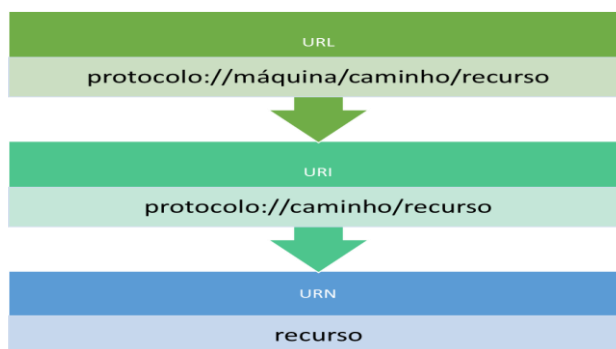 URL
protocolo://máquina/caminho/recurso
URI
protocolo://caminho/recurso
URN
recurso